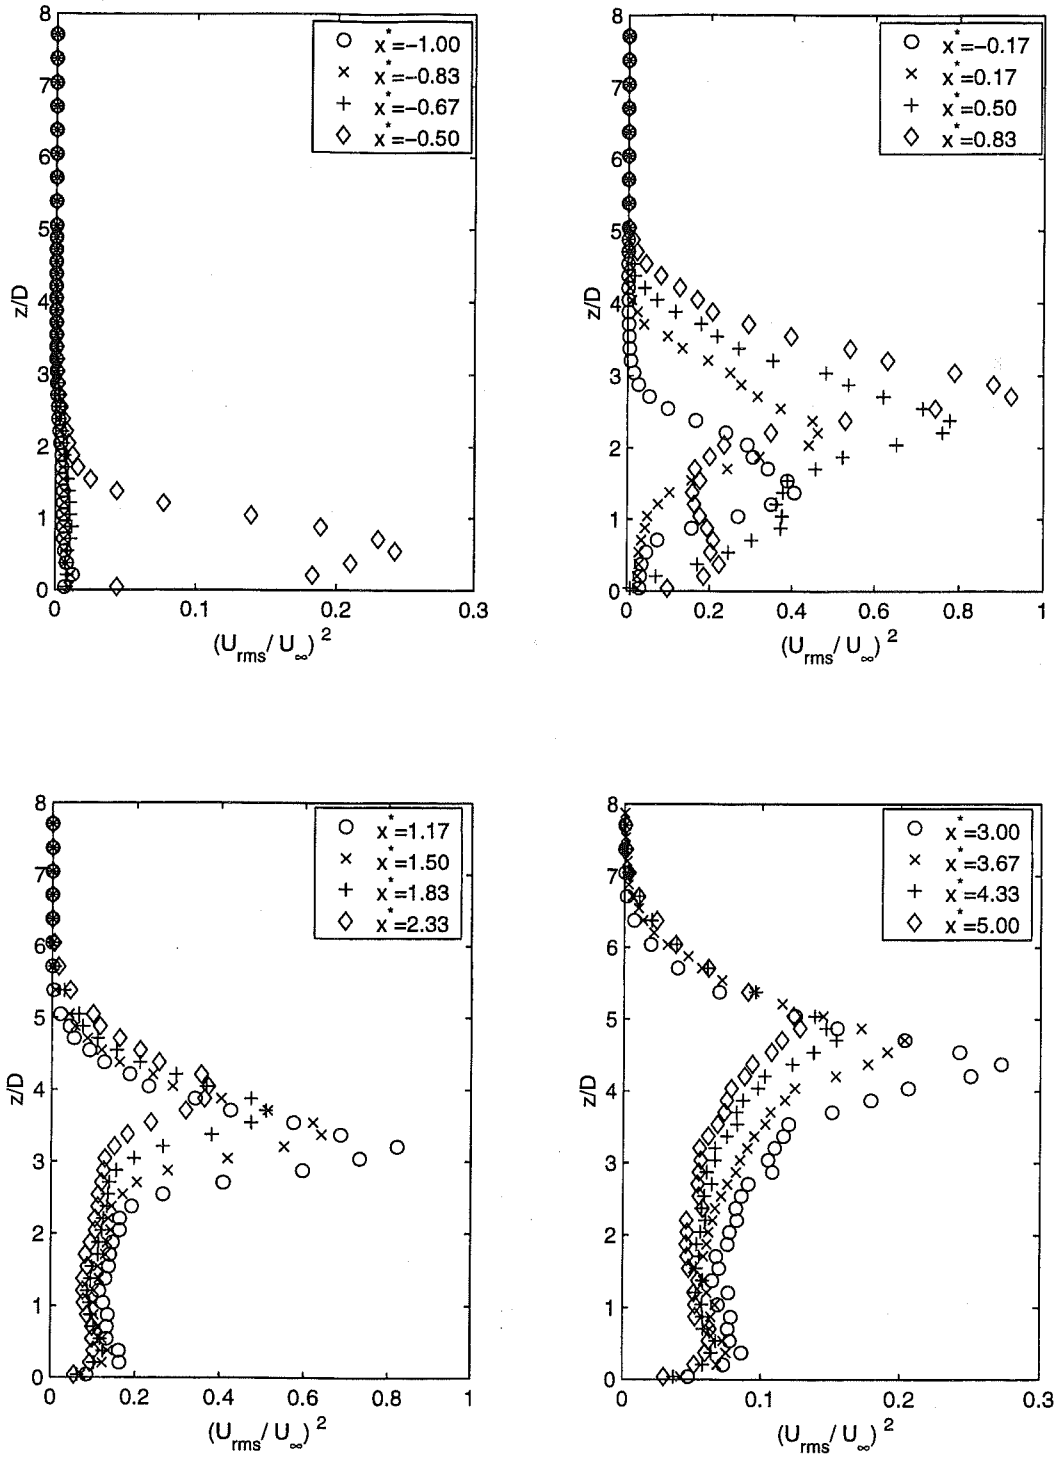 8
7
6
5
4
3
2
1
0
z/D
x*=−1.00
x*=−0.83
x*=−0.67
x*=−0.50
0 0.1 0.2 0.3
(U_rms/U_∞)^2
8
7
6
5
4
3
2
1
0
z/D
x*=−0.17
x*=0.17
x*=0.50
x*=0.83
0 0.2 0.4 0.6 0.8 1
(U_rms/U_∞)^2
8
7
6
5
4
3
2
1
0
z/D
x*=1.17
x*=1.50
x*=1.83
x*=2.33
0 0.2 0.4 0.6 0.8 1
(U_rms/U_∞)^2
8
7
6
5
4
3
2
1
0
z/D
x*=3.00
x*=3.67
x*=4.33
x*=5.00
0 0.1 0.2 0.3
(U_rms/U_∞)^2